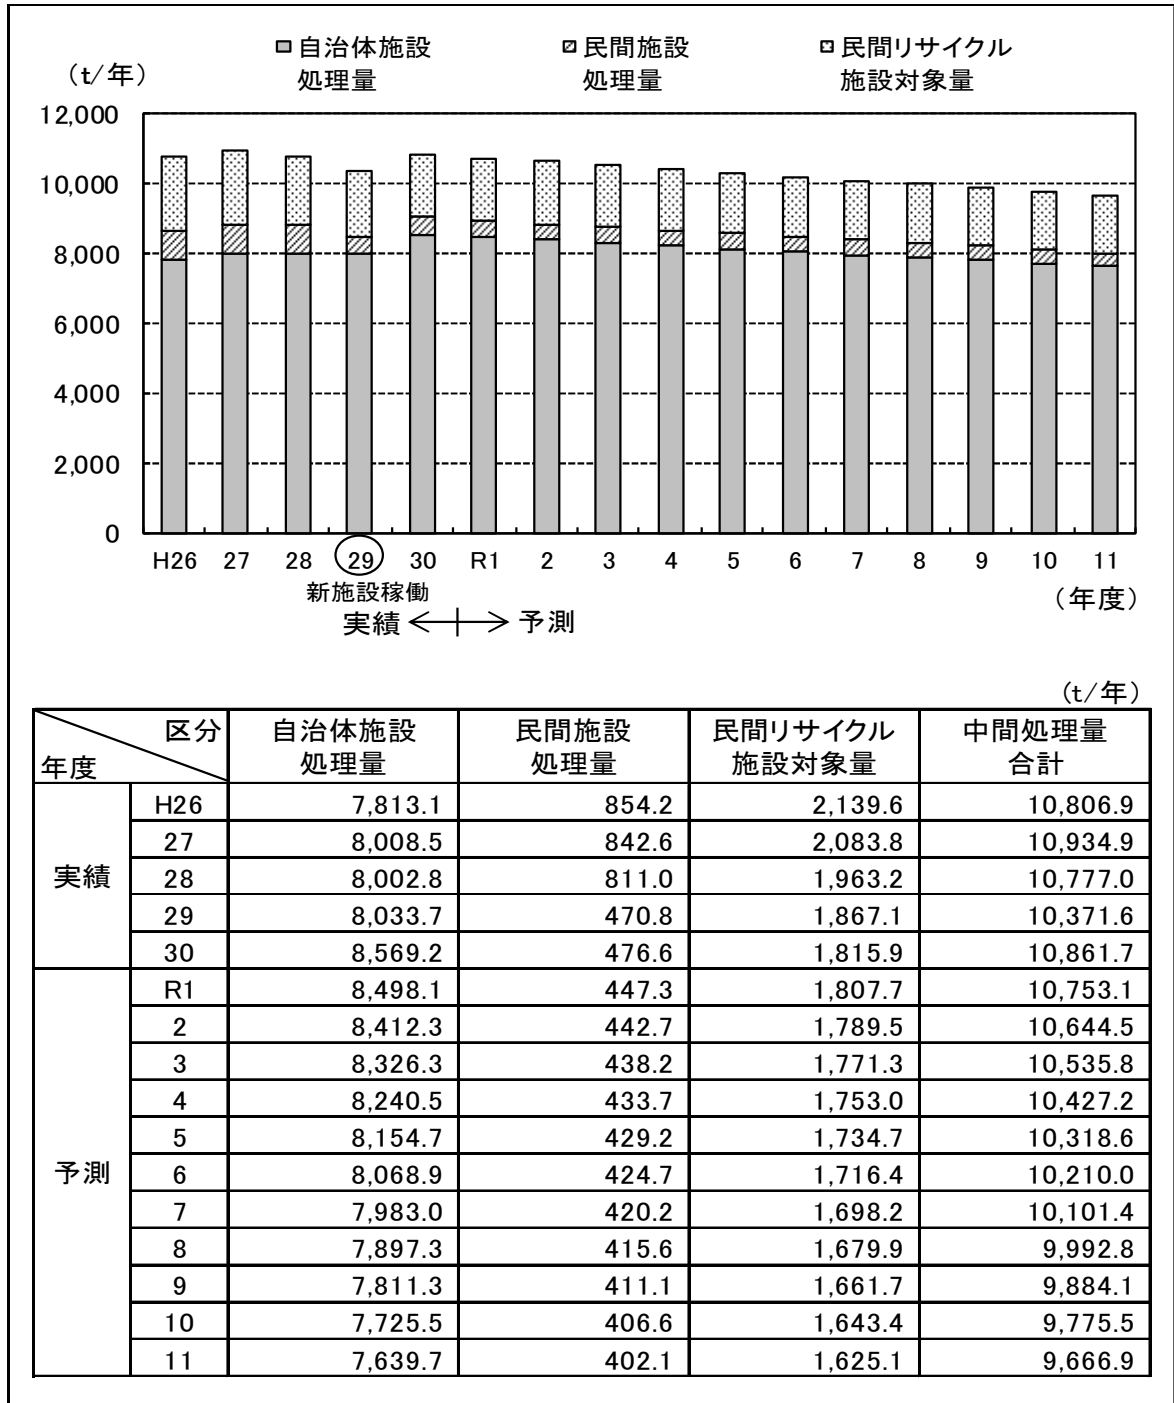 自治体施設 民間施設 民間リサイクル
処理量 処理量 施設対象量
（t/年）
12,000
10,000
8,000
6,000
4,000
2,000
0
H26 27 28 29 30 R1 2 3 4 5 6 7 8 9 10 11
新施設稼働
（年度）
実績 予測
(t/年)
区分 自治体施設 民間施設 民間リサイクル 中間処理量
年度 処理量 処理量 施設対象量 合計
H26 7,813.1 854.2 2,139.6 10,806.9
27 8,008.5 842.6 2,083.8 10,934.9
実績 28 8,002.8 811.0 1,963.2 10,777.0
29 8,033.7 470.8 1,867.1 10,371.6
30 8,569.2 476.6 1,815.9 10,861.7
R1 8,498.1 447.3 1,807.7 10,753.1
2 8,412.3 442.7 1,789.5 10,644.5
3 8,326.3 438.2 1,771.3 10,535.8
4 8,240.5 433.7 1,753.0 10,427.2
5 8,154.7 429.2 1,734.7 10,318.6
予測 6 8,068.9 424.7 1,716.4 10,210.0
7 7,983.0 420.2 1,698.2 10,101.4
8 7,897.3 415.6 1,679.9 9,992.8
9 7,811.3 411.1 1,661.7 9,884.1
10 7,725.5 406.6 1,643.4 9,775.5
11 7,639.7 402.1 1,625.1 9,666.9